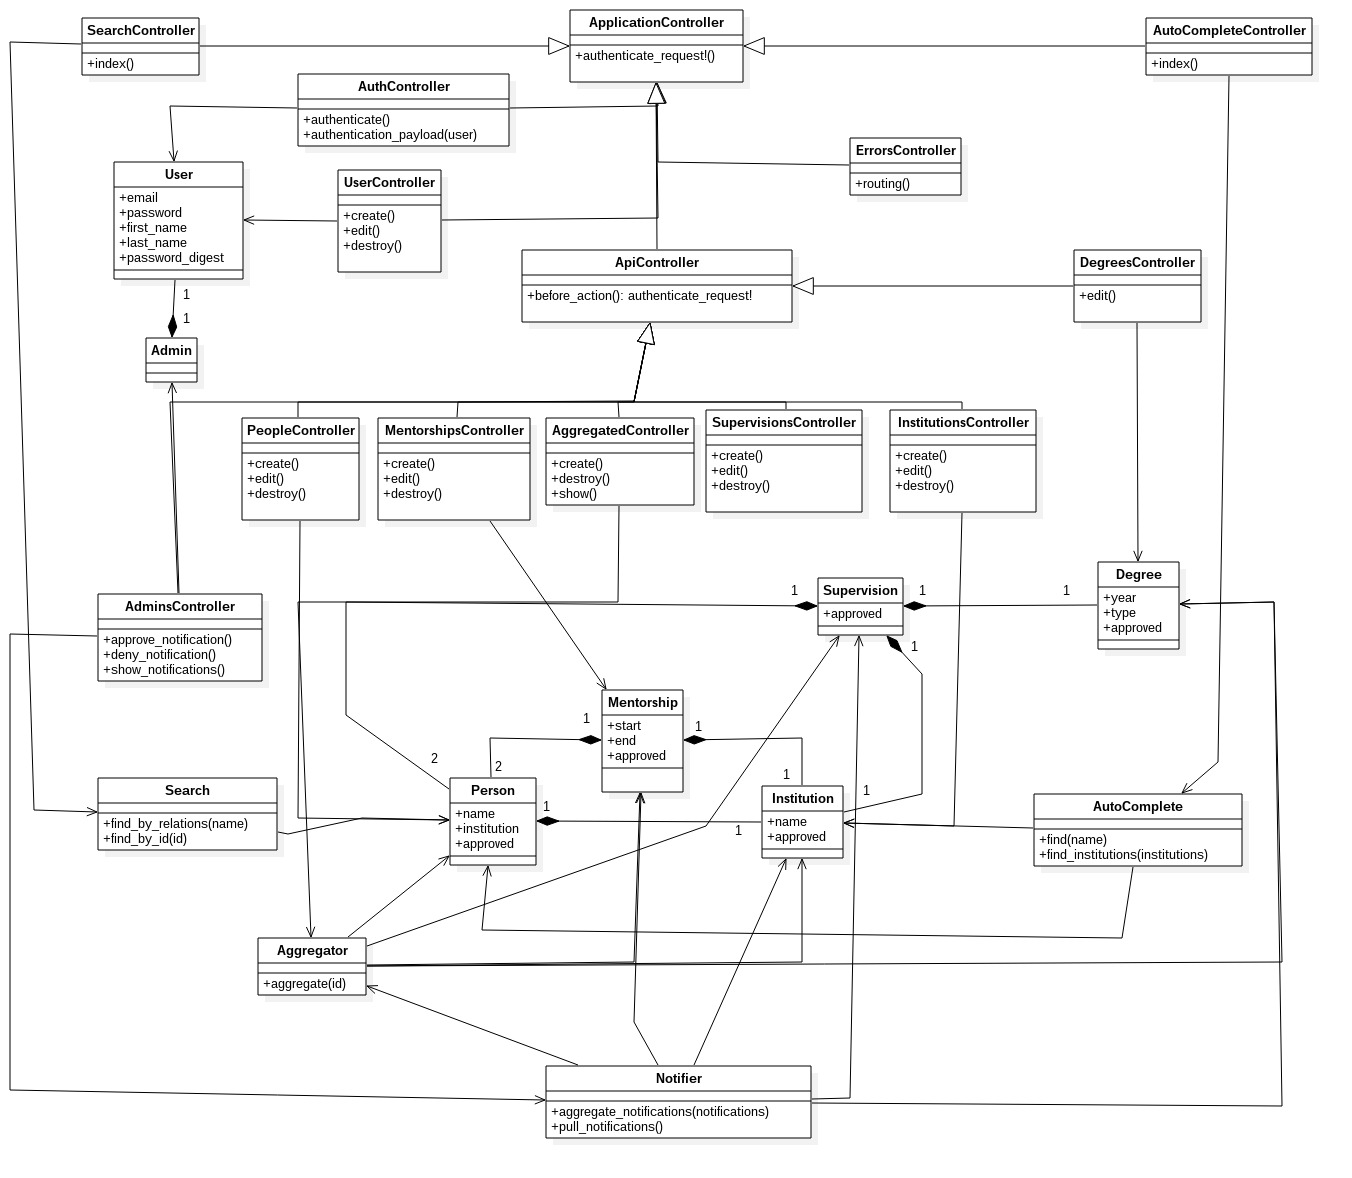 SearchController
+index()
ApplicationController
+authenticate_request!()
AutoCompleteController
+index()
AuthController
+authenticate()
+authentication_payload(user)
ErrorsController
+routing()
User
+email
+password
+first_name
+last_name
+password_digest
UserController
+create()
+edit()
+destroy()
ApiController
+before_action(): authenticate_request!
DegreesController
+edit()
1
1
Admin
PeopleController
+create()
+edit()
+destroy()
MentorshipsController
+create()
+edit()
+destroy()
AggregatedController
+create()
+destroy()
+show()
SupervisionsController
+create()
+edit()
+destroy()
InstitutionsController
+create()
+edit()
+destroy()
AdminsController
+approve_notification()
+deny_notification()
+show_notifications()
1
Supervision
+approved
1
1
1
Degree
+year
+type
+approved
Mentorship
+start
+end
+approved
1
1
2
2
1
1
1
1
Search
+find_by_relations(name)
+find_by_id(id)
Person
+name
+institution
+approved
Institution
+name
+approved
AutoComplete
+find(name)
+find_institutions(institutions)
Aggregator
+aggregate(id)
Notifier
+aggregate_notifications(notifications)
+pull_notifications()